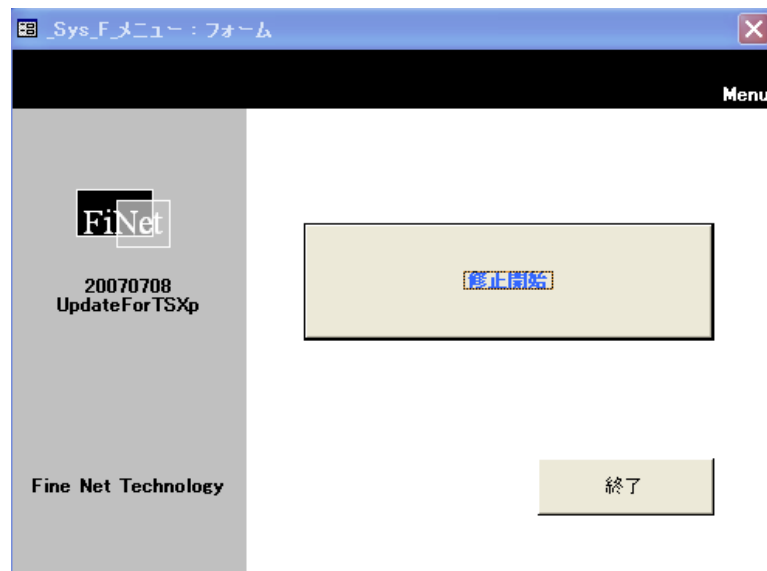 _Sys_F_メニュー : フォーム
Menu
FiNet
20070708
UpdateForTSXp
修正開始
Fine Net Technology
終了